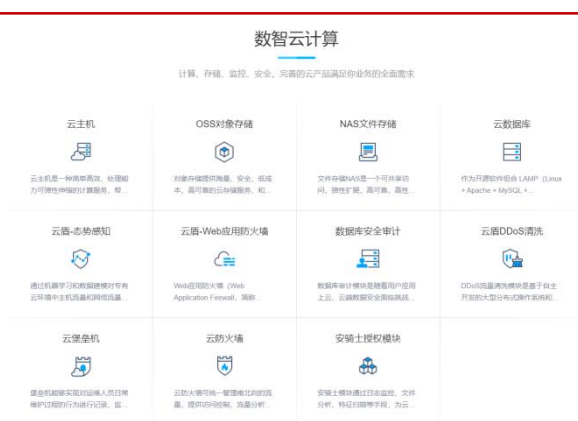 数智云计算
计算、存储、监控、安全，完善的云产品满足你业务的全面需求
云主机
OSS对象存储
NAS文件存储
云数据库
云主机是一种简单高效、处理能
力可弹性伸缩的计算服务，帮...
对象存储提供海量、安全、低成
本、高可靠的云存储服务，和...
文件存储NAS是一个可共享访
问，弹性扩展，高可靠，高性...
作为开源软件组合 LAMP（Linux
+ Apache + MySQL +...
云盾-态势感知
云盾-Web应用防火墙
数据库安全审计
云盾DDoS清洗
通过机器学习和数据建模对专有
云环境中主机流量和网络流量...
Web应用防火墙（Web
Application Firewall，简称...
数据库审计模块是随着用户应用
上云，云端数据安全面临挑战...
DDoS流量清洗模块是基于自主
开发的大型分布式操作系统和...
云堡垒机
云防火墙
安骑士授权模块
堡垒机能够实现对运维人员日常
维护过程的行为进行记录，监...
云防火墙可统一管理南北向的流
量，提供访问控制，流量分析...
安骑士模块通过日志监控、文件
分析、特征扫描等手段，为云...